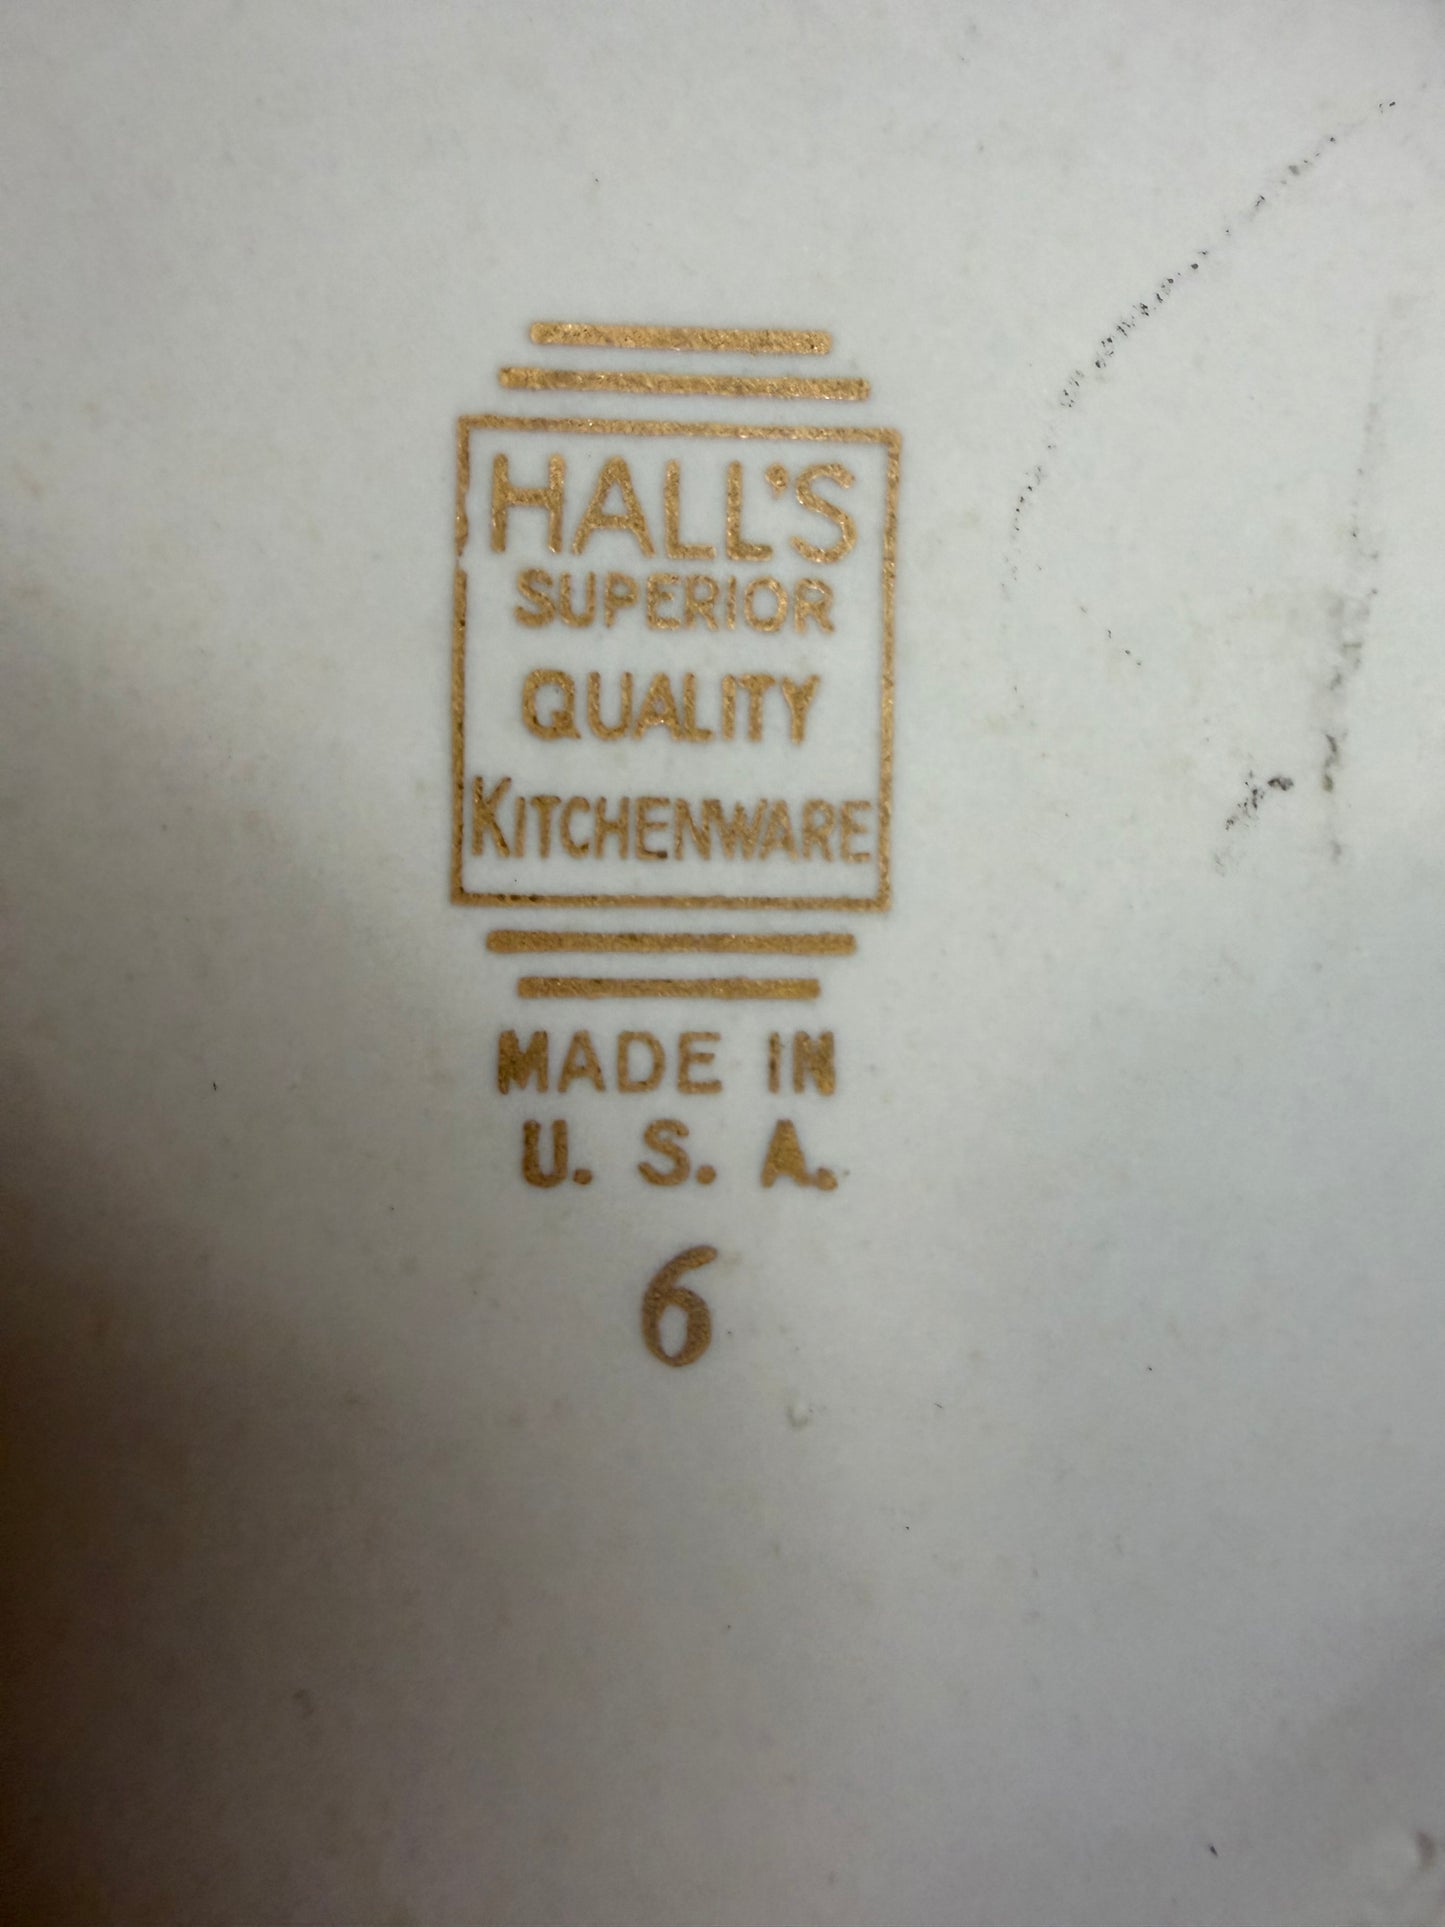 HALL'S
SUPERIOR
QUALITY
KITCHENWARE
MADE IN
U. S. A.
6